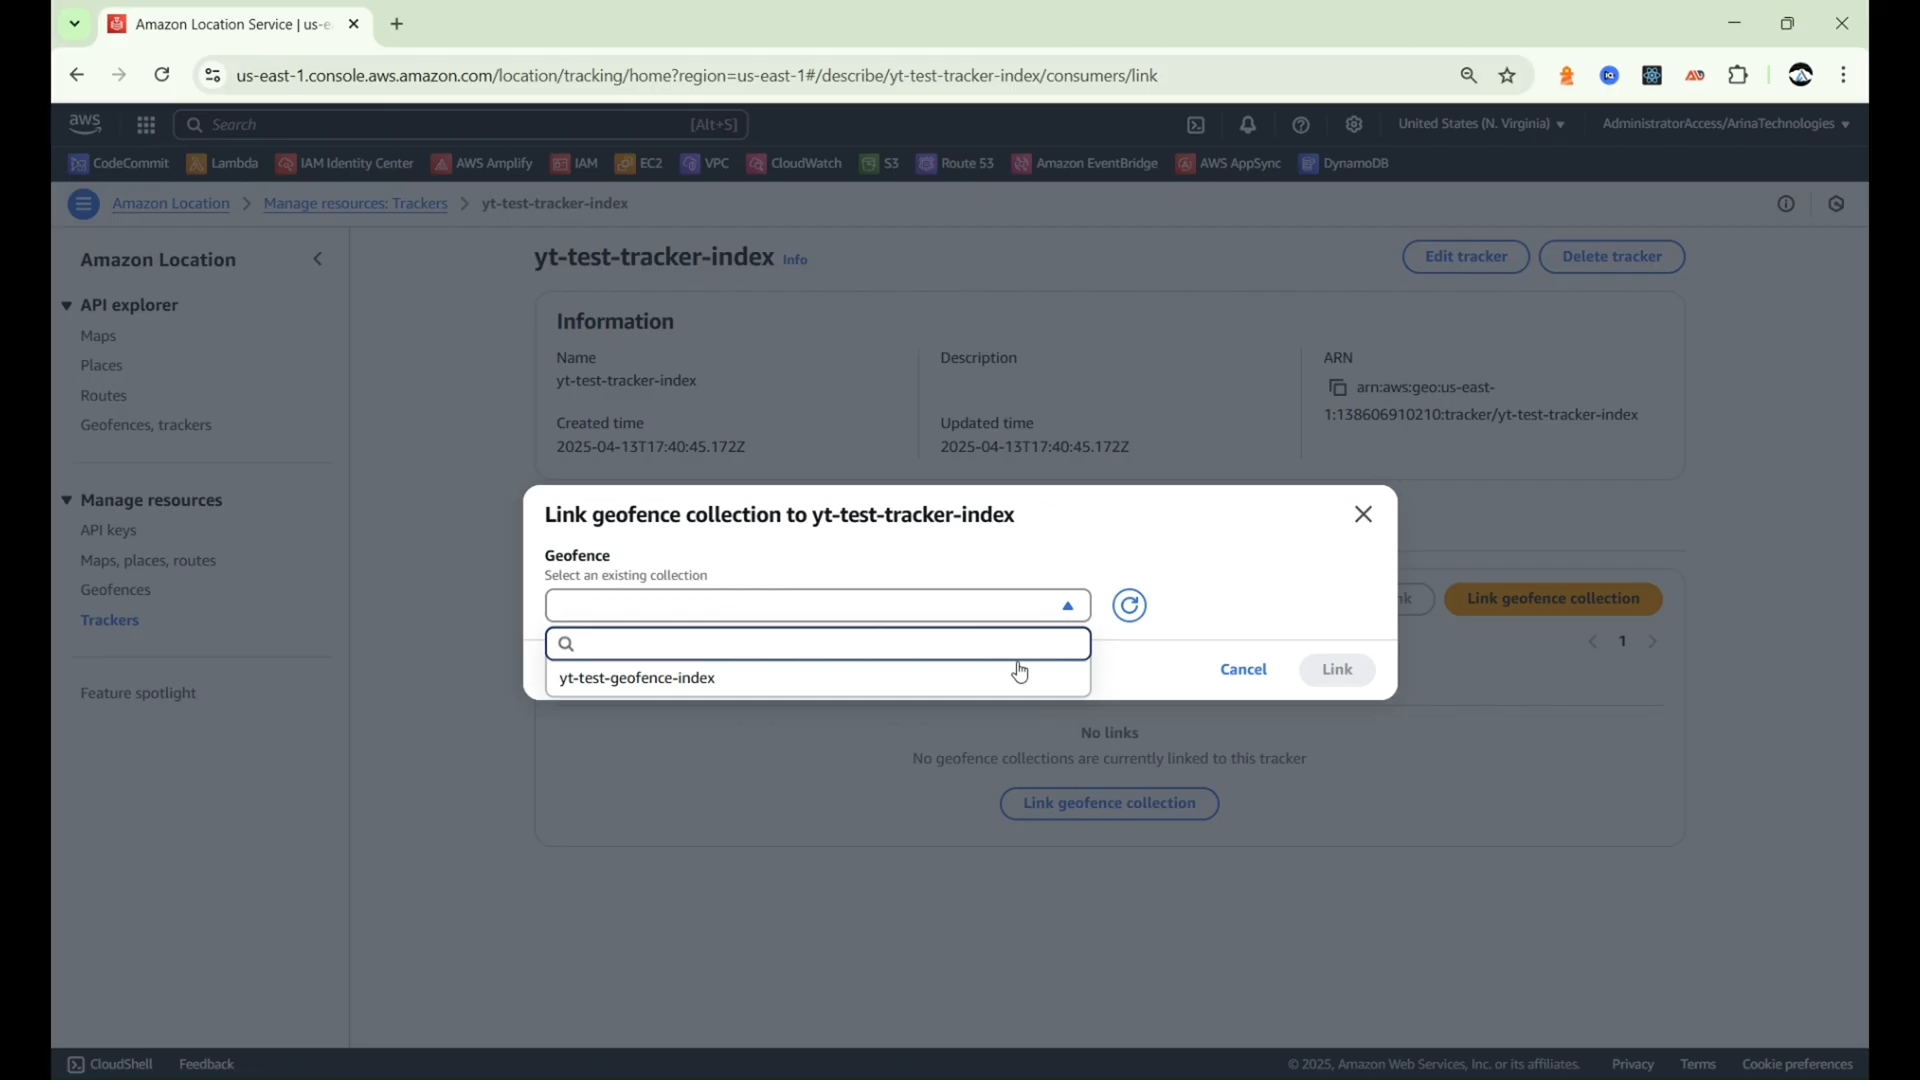 Amazon Location Service | us-e
us-east-1.console.aws.amazon.com/location/tracking/home?region=us-east-1#/describe/yt-test-tracker-index/consumers/link
aws
Search
[Alt+S]
United States (N. Virginia)
AdministratorAccess/ArinaTechnologies
CodeCommit
Lambda
IAM Identity Center
AWS Amplify
IAM
EC2
VPC
CloudWatch
S3
Route 53
Amazon EventBridge
AWS AppSync
DynamoDB
Amazon Location
Manage resources: Trackers
yt-test-tracker-index
Amazon Location
API explorer
Maps
Places
Routes
Geofences, trackers
Manage resources
API keys
Maps, places, routes
Geofences
Trackers
Feature spotlight
yt-test-tracker-index
Info
Edit tracker
Delete tracker
Information
Name
yt-test-tracker-index
Created time
2025-04-13T17:40:45.172Z
Description
Updated time
2025-04-13T17:40:45.172Z
ARN
arn:aws:geo:us-east-
1:138606910210:tracker/yt-test-tracker-index
Link geofence collection to yt-test-tracker-index
Geofence
Select an existing collection
yt-test-geofence-index
Cancel
Link
nk
Link geofence collection
1
No links
No geofence collections are currently linked to this tracker
Link geofence collection
CloudShell
Feedback
© 2025, Amazon Web Services, Inc. or its affiliates.
Privacy
Terms
Cookie preferences